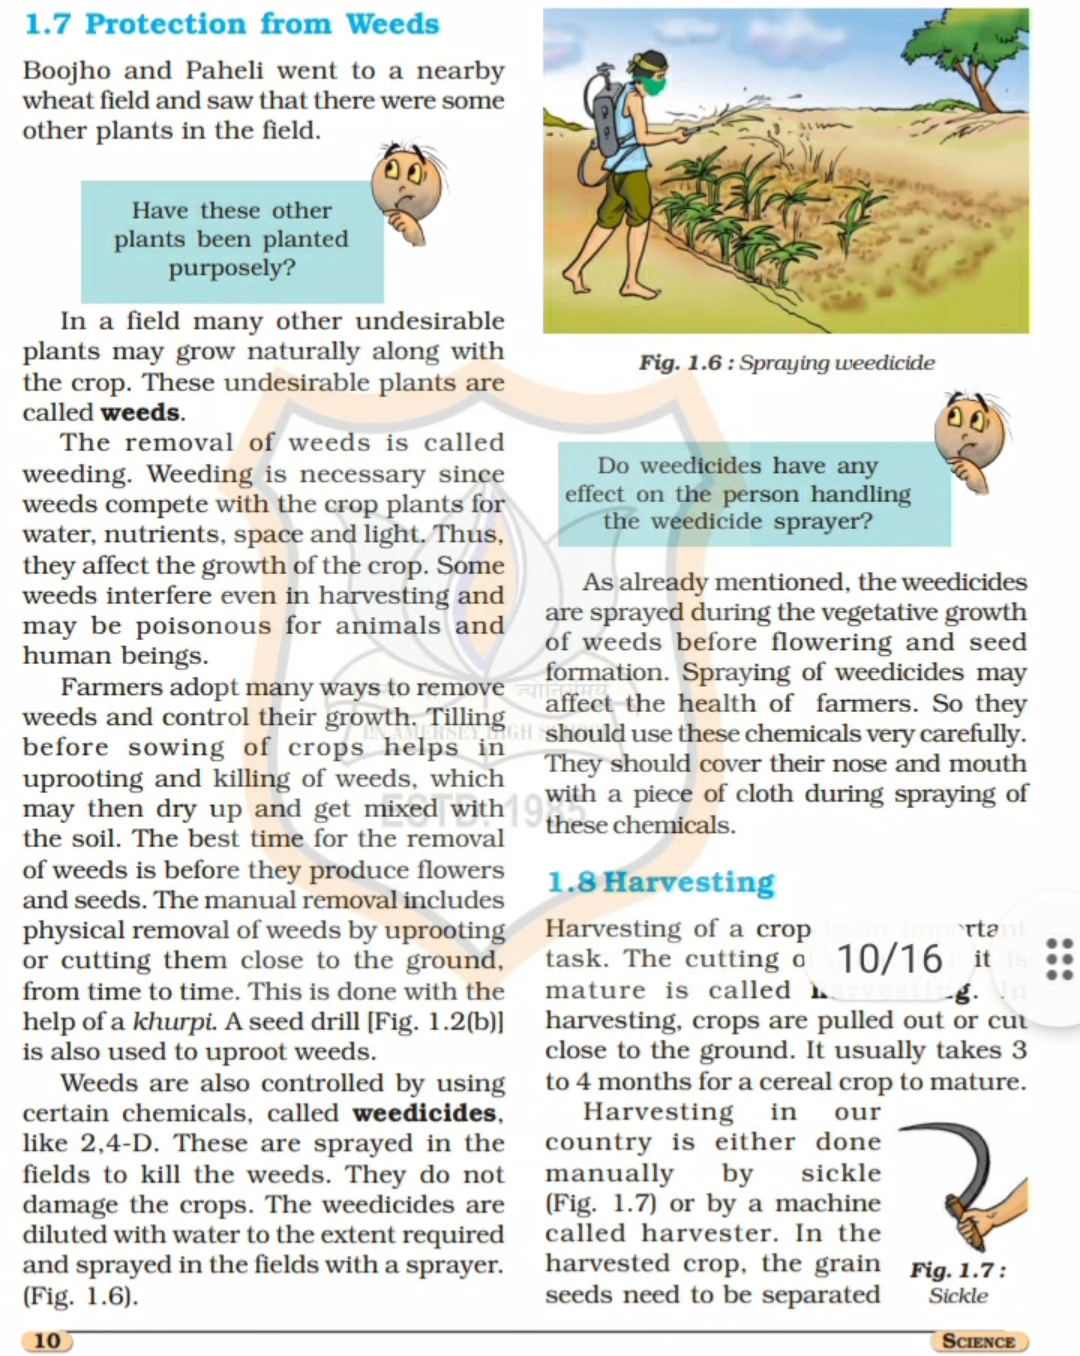 1.7 Protection from Weeds
Boojho and Paheli went to a nearby
wheat field and saw that there were some
other plants in the field.
Have these other
plants been planted
purposely?
In a field many other undesirable
plants may grow naturally along with
the crop. These undesirable plants are
called weeds.
The removal of weeds is called
weeding. Weeding is necessary since
weeds compete with the crop plants for
water, nutrients, space and light. Thus,
they affect the growth of the crop. Some
weeds interfere even in harvesting and
may be poisonous for animals and
human beings.
Farmers adopt many ways to remove
weeds and control their growth. Tilling
before sowing of crops helps in
uprooting and killing of weeds, which
may then dry up and get mixed with
the soil. The best time for the removal
of weeds is before they produce flowers
and seeds. The manual removal includes
physical removal of weeds by uprooting
or cutting them close to the ground,
from time to time. This is done with the
help of a khurpi. A seed drill [Fig. 1.2(b)]
is also used to uproot weeds.
Weeds are also controlled by using
certain chemicals, called weedicides,
like 2,4-D. These are sprayed in the
fields to kill the weeds. They do not
damage the crops. The weedicides are
diluted with water to the extent required
and sprayed in the fields with a sprayer.
(Fig. 1.6).
Fig. 1.6 : Spraying weedicide
Do weedicides have any
effect on the person handling
the weedicide sprayer?
As already mentioned, the weedicides
are sprayed during the vegetative growth
of weeds before flowering and seed
formation. Spraying of weedicides may
affect the health of farmers. So they
should use these chemicals very carefully.
They should cover their nose and mouth
with a piece of cloth during spraying of
these chemicals.
1.8 Harvesting
Harvesting of a crop is an important
task. The cutting it is
mature is called harvesting. In
harvesting, crops are pulled out or cut
close to the ground. It usually takes 3
to 4 months for a cereal crop to mature.
Harvesting in our
country is either done
manually by sickle
(Fig. 1.7) or by a machine
called harvester. In the
harvested crop, the grain
seeds need to be separated
Fig. 1.7 :
Sickle
10/16
ESTD. 1985
10
SCIENCE